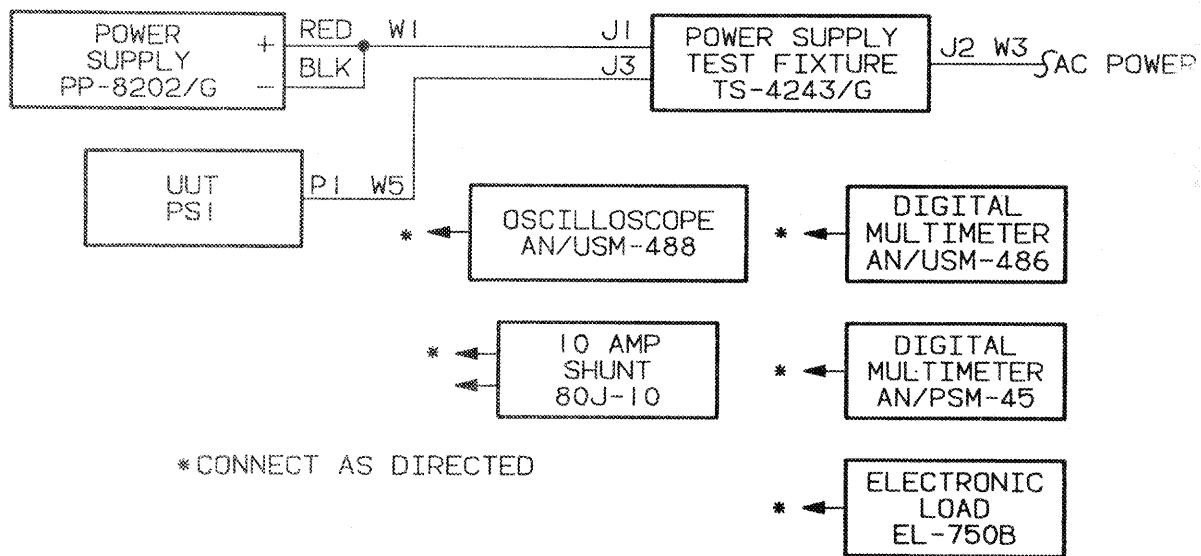 POWER
SUPPLY
PP-8202/G
+
−
RED
BLK
W1
J1
J3
POWER SUPPLY
TEST FIXTURE
TS-4243/G
J2 W3
AC POWER
UUT
PS1
P1 W5
* OSCILLOSCOPE
AN/USM-488
* DIGITAL
MULTIMETER
AN/USM-486
* 10 AMP
SHUNT
80J-10
* DIGITAL
MULTIMETER
AN/PSM-45
*CONNECT AS DIRECTED
* ELECTRONIC
LOAD
EL-750B